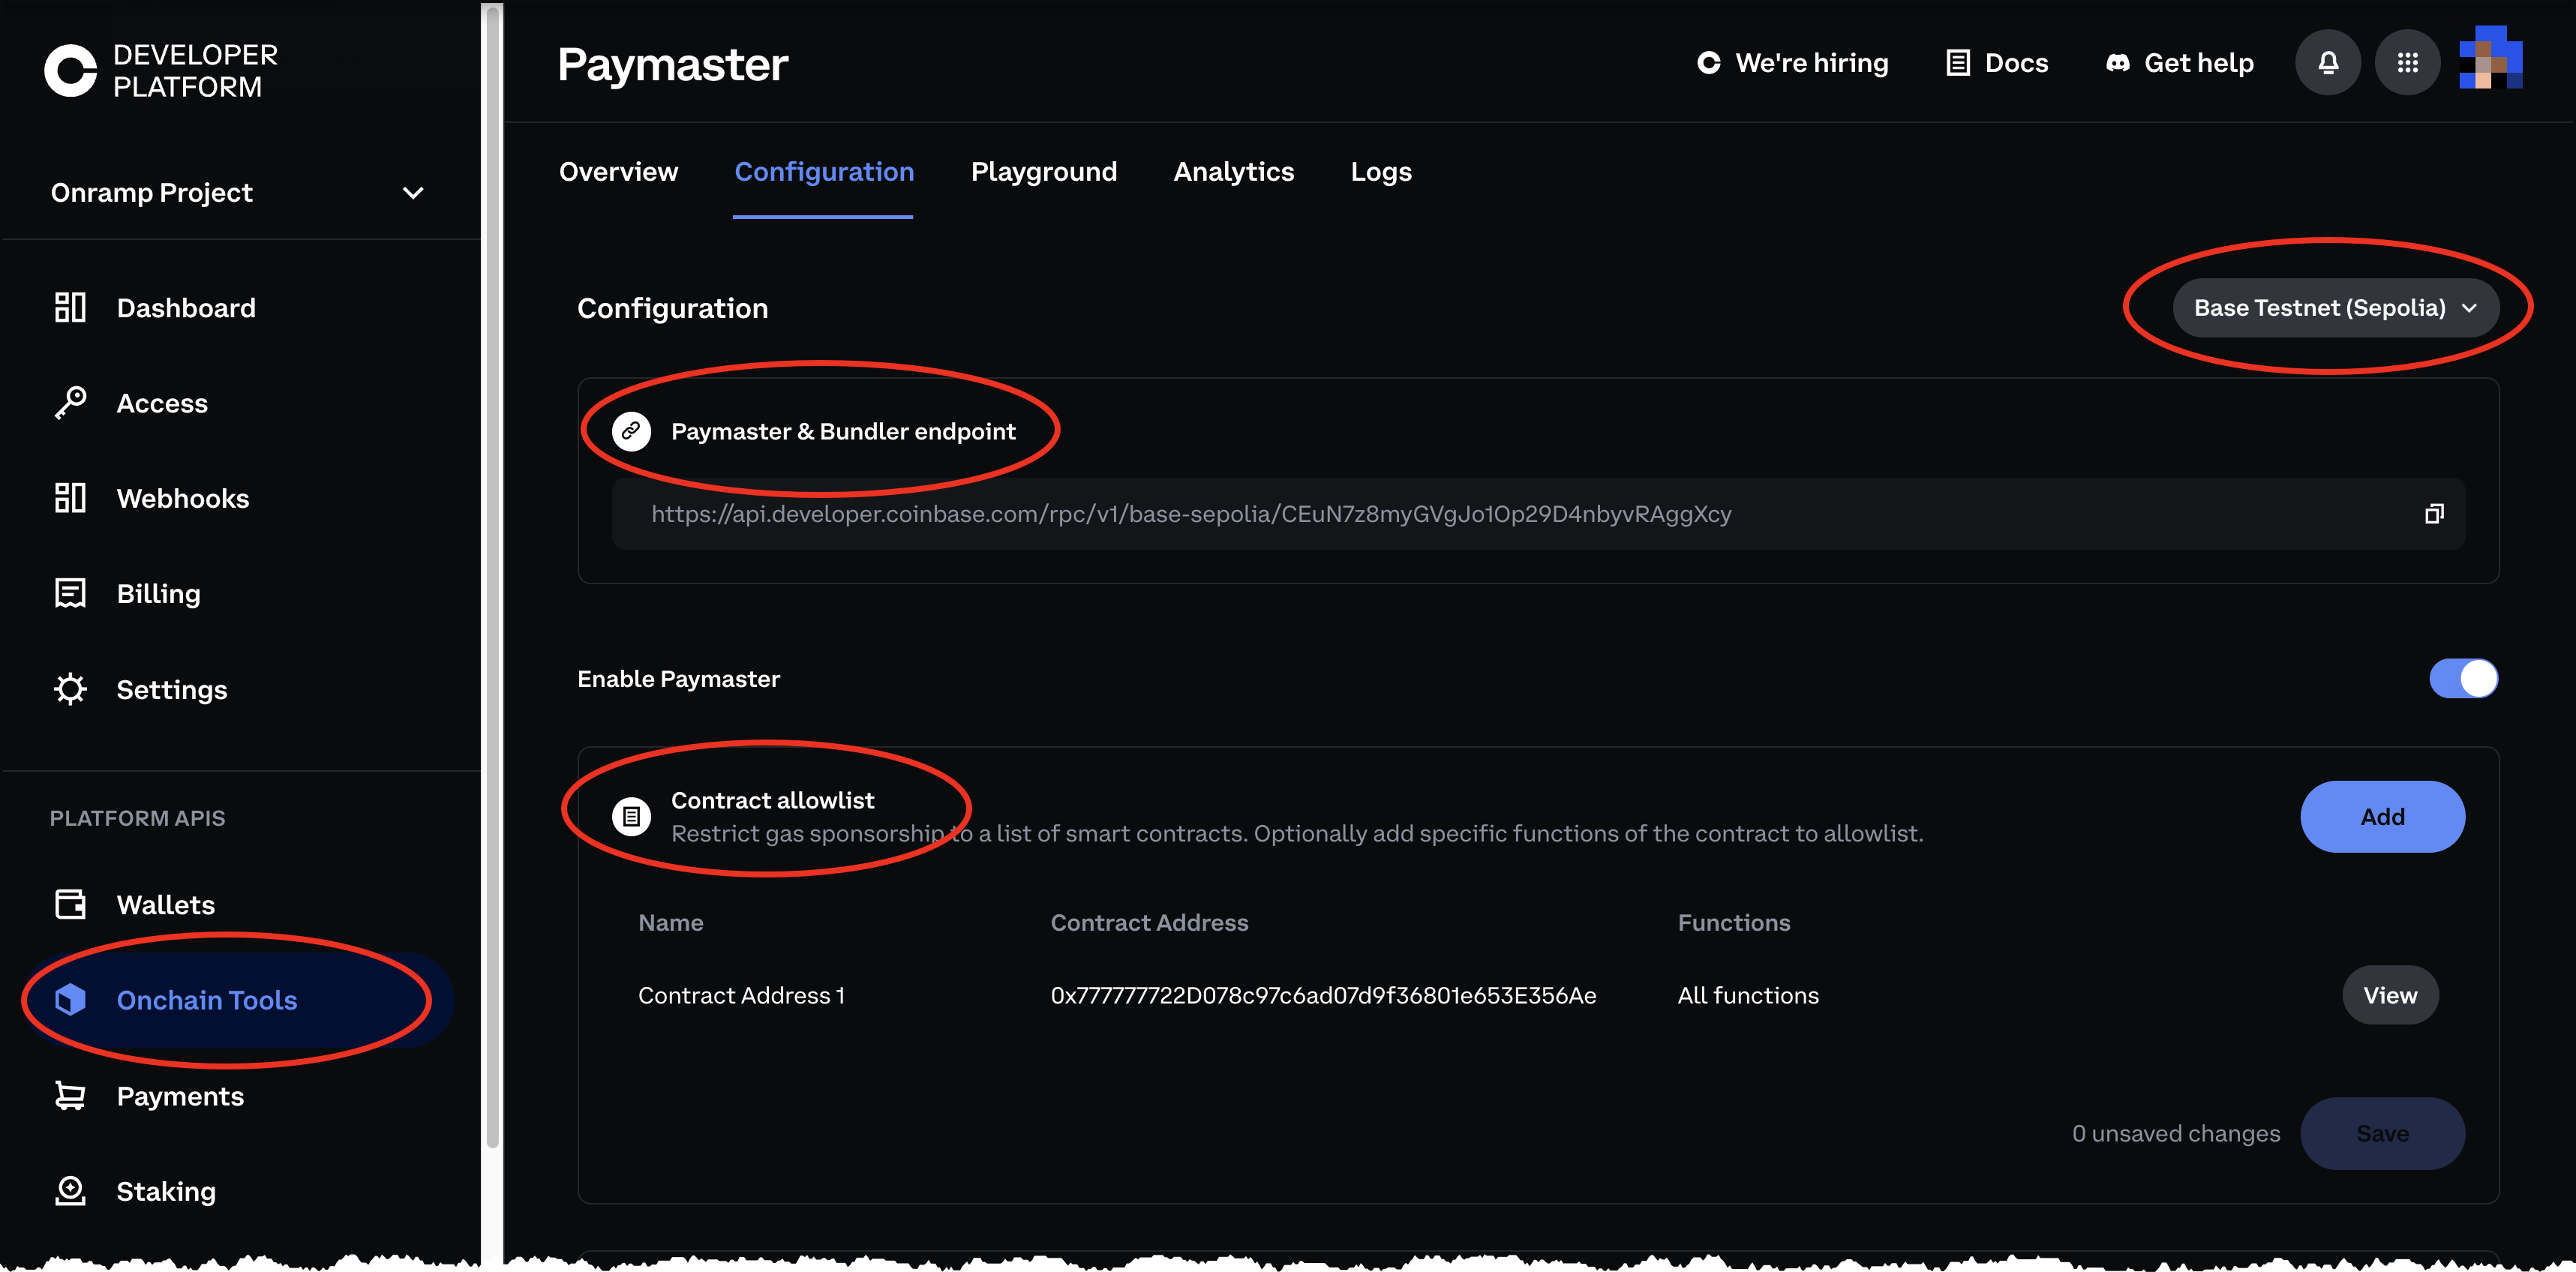 DEVELOPER
PLATFORM
Onramp Project
Dashboard
Access
Webhooks
Billing
Settings
PLATFORM APIS
Wallets
Onchain Tools
Payments
Staking
Paymaster
We're hiring
Docs
Get help
Overview
Configuration
Playground
Analytics
Logs
Configuration
Base Testnet (Sepolia)
Paymaster & Bundler endpoint
https://api.developer.coinbase.com/rpc/v1/base-sepolia/CEuN7z8myGVgJo1Op29D4nbyvRAggXcy
Enable Paymaster
Contract allowlist
Restrict gas sponsorship to a list of smart contracts. Optionally add specific functions of the contract to allowlist.
Add
Name Contract Address Functions
Contract Address 1 0x777777722D078c97c6ad07d9f36801e653E356Ae All functions View
0 unsaved changes Save